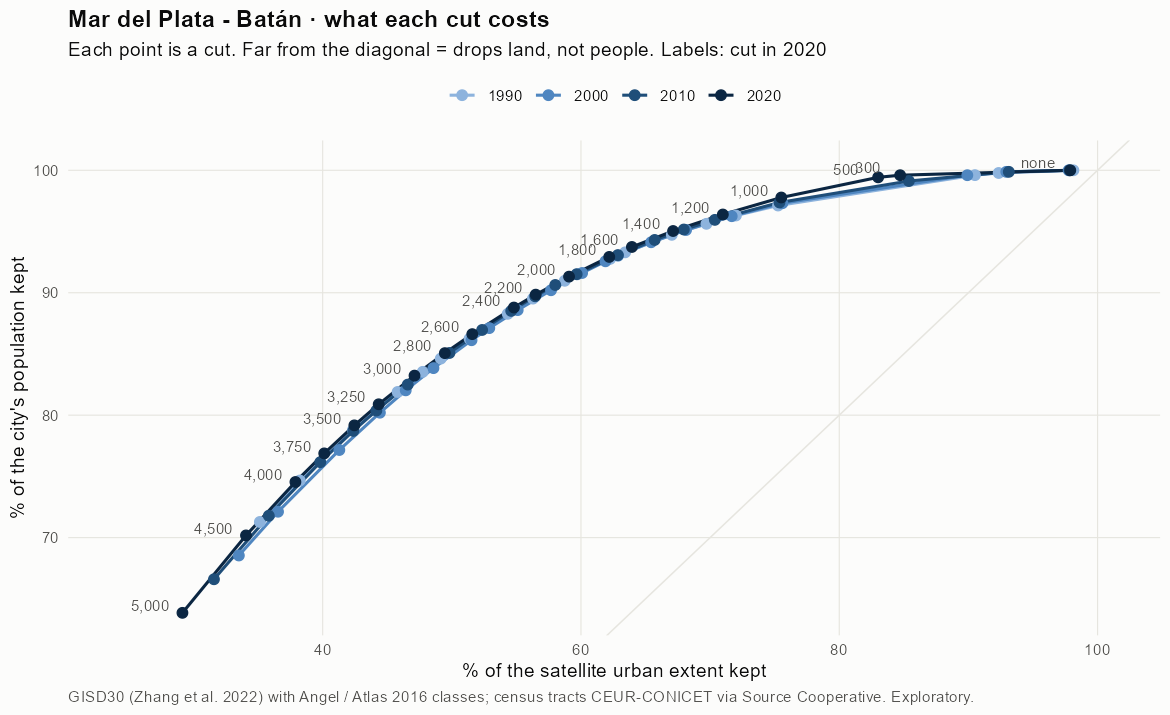 Mar del Plata - Batán · what each cut costs
Each point is a cut. Far from the diagonal = drops land, not people. Labels: cut in 2020
1990 2000 2010 2020
% of the city's population kept
100
90
80
70
none
300
500
1,000
1,200
1,400
1,600
1,800
2,000
2,200
2,400
2,600
2,800
3,000
3,250
3,500
3,750
4,000
4,500
5,000
40 60 80 100
% of the satellite urban extent kept
GISD30 (Zhang et al. 2022) with Angel / Atlas 2016 classes; census tracts CEUR-CONICET via Source Cooperative. Exploratory.